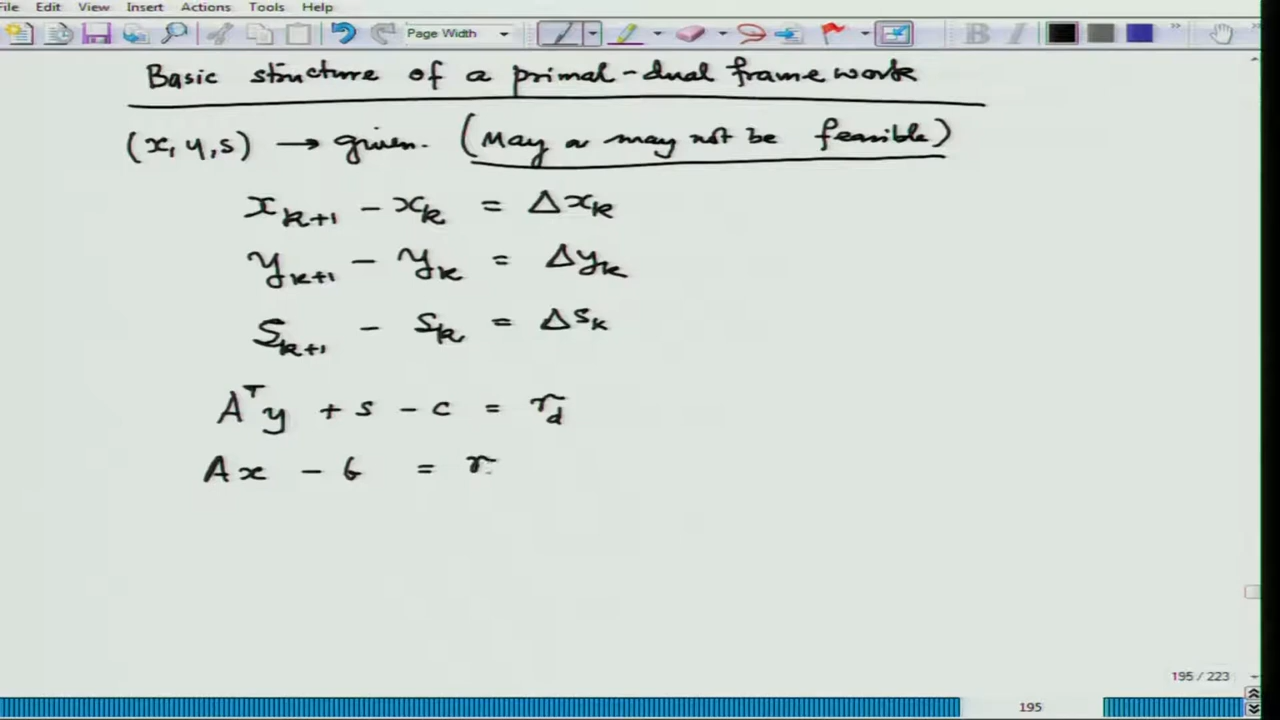 File Edit View Insert Actions Tools Help
Page Width
B I
Basic structure of a primal-dual framework
(x, y, s) → given. (May or may not be feasible)
x_{k+1} - x_k = Δx_k
y_{k+1} - y_k = Δy_k
s_{k+1} - s_k = Δs_k
A^T y + s - c = r_d
Ax - b = r
195 / 223
195